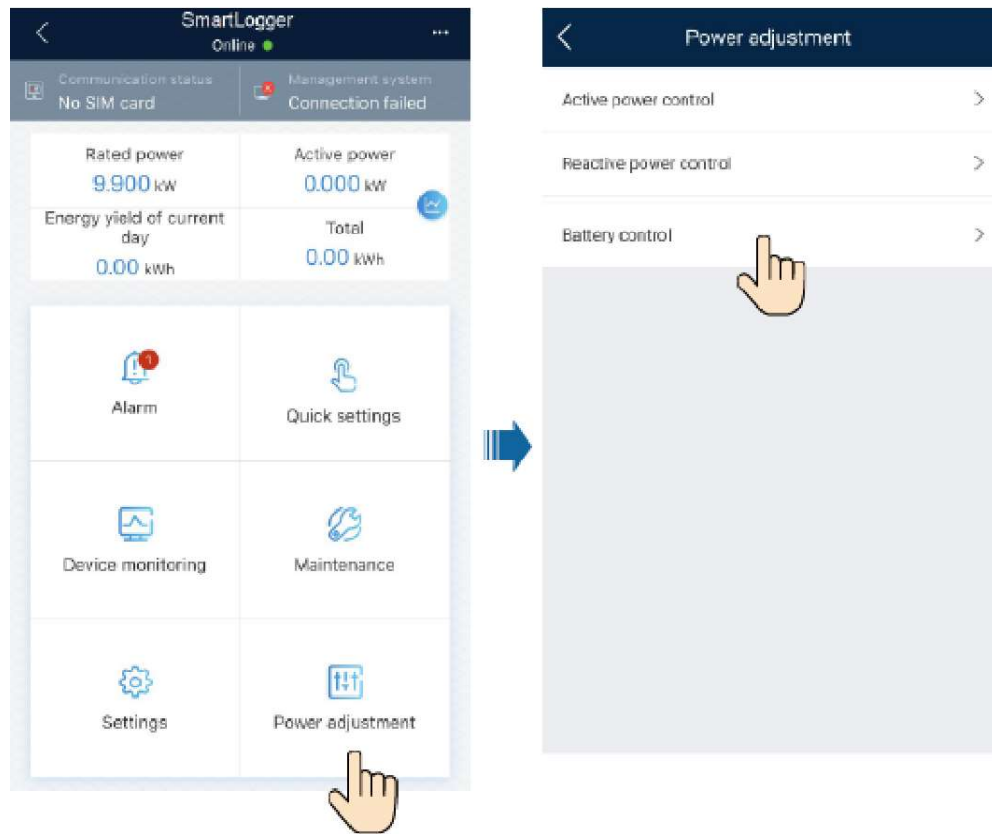 SmartLogger
Online
Communication status
No SIM card
Management system
Connection failed
Rated power
9.900 kW
Active power
0.000 kW
Energy yield of current
day
0.00 kWh
Total
0.00 kWh
Alarm
1
Quick settings
Device monitoring
Maintenance
Settings
Power adjustment
Power adjustment
Active power control
Reactive power control
Battery control